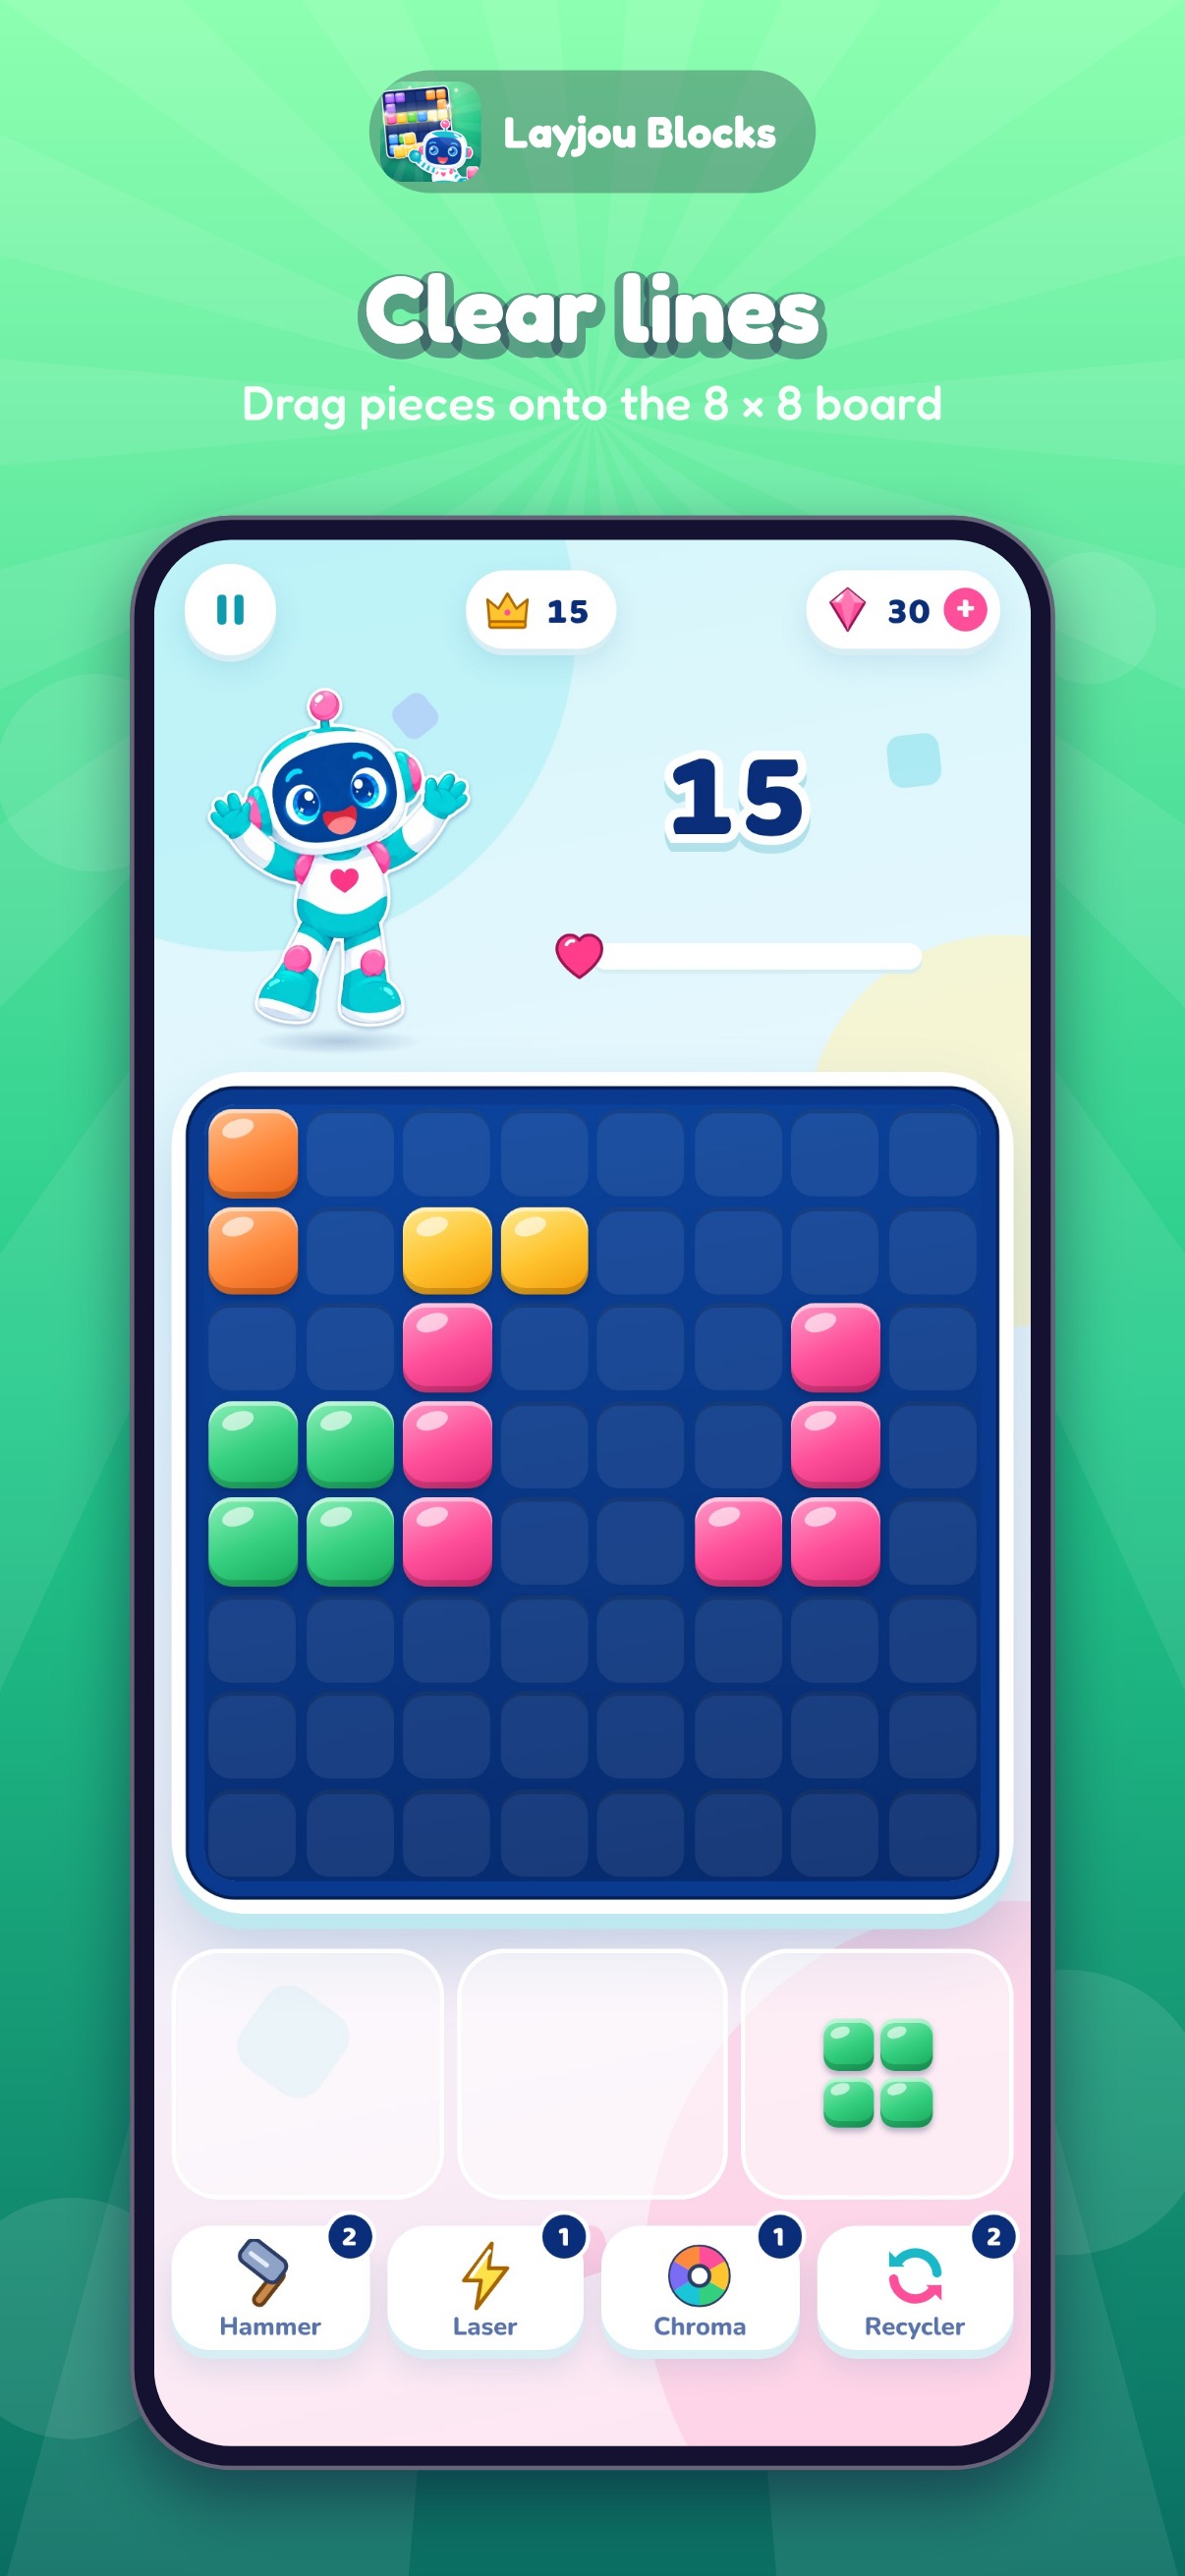 Layjou Blocks
Clear lines
Drag pieces onto the 8 × 8 board
15
30 +
15
2
1
1
2
Hammer
Laser
Chroma
Recycler